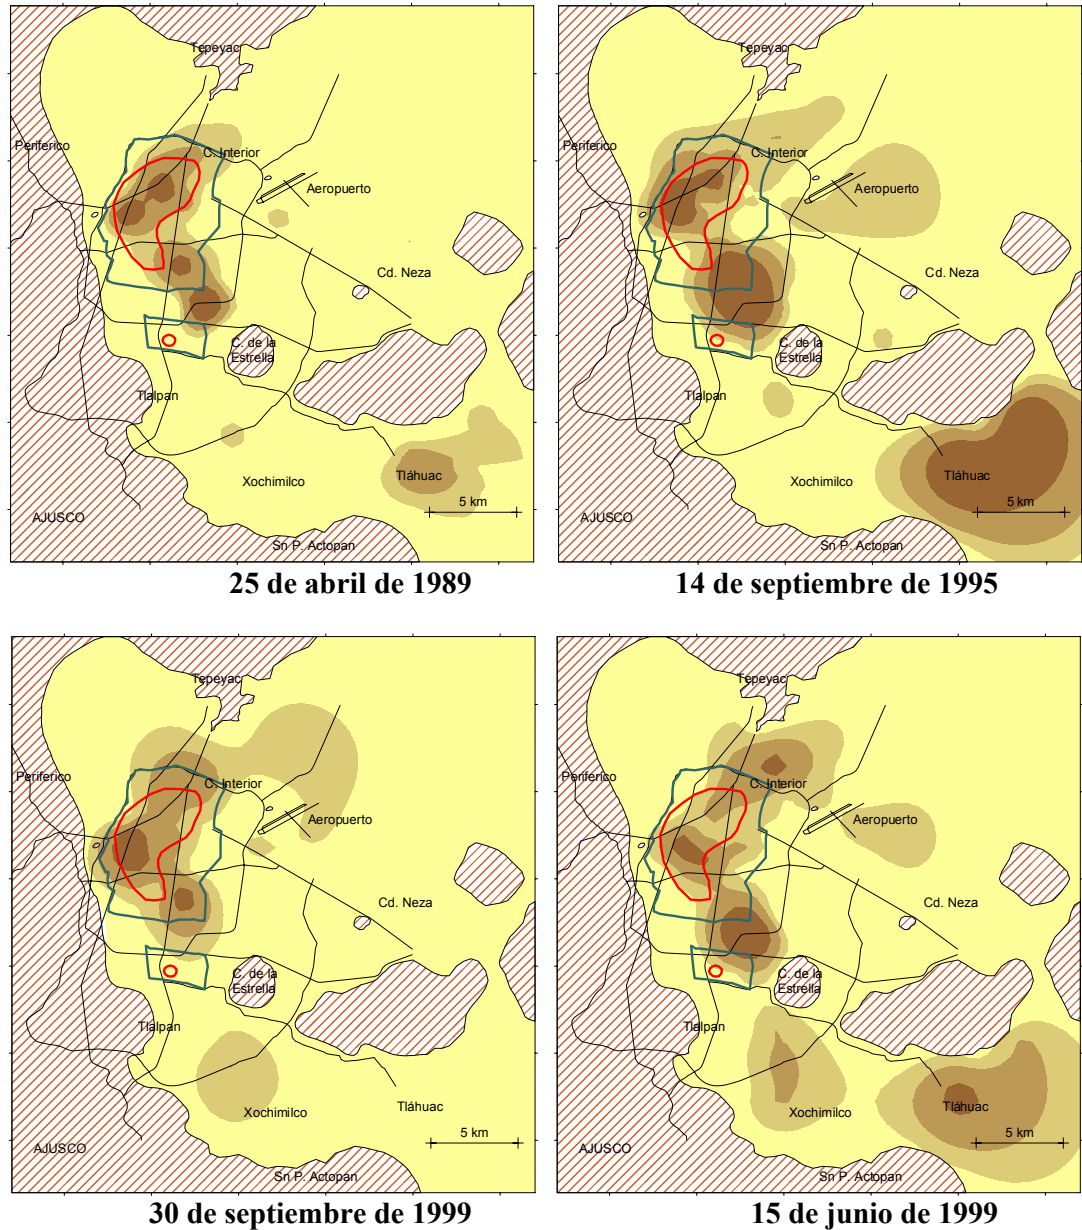 Tepeyac
Periferico
C. Interior
Aeropuerto
Cd. Neza
C. de la
Estrella
Tlalpan
Tláhuac
Xochimilco
5 km
AJUSCO
Sn P. Actopan
25 de abril de 1989
Tepeyac
Periferico
C. Interior
Aeropuerto
Cd. Neza
C. de la
Estrella
Tlalpan
Tláhuac
Xochimilco
5 km
AJUSCO
Sn P. Actopan
14 de septiembre de 1995
Tepeyac
Periferico
C. Interior
Aeropuerto
Cd. Neza
C. de la
Estrella
Tlalpan
Tláhuac
Xochimilco
5 km
AJUSCO
Sn P. Actopan
30 de septiembre de 1999
Tepeyac
Periferico
C. Interior
Aeropuerto
Cd. Neza
C. de la
Estrella
Tlalpan
Tláhuac
Xochimilco
5 km
AJUSCO
Sn P. Actopan
15 de junio de 1999